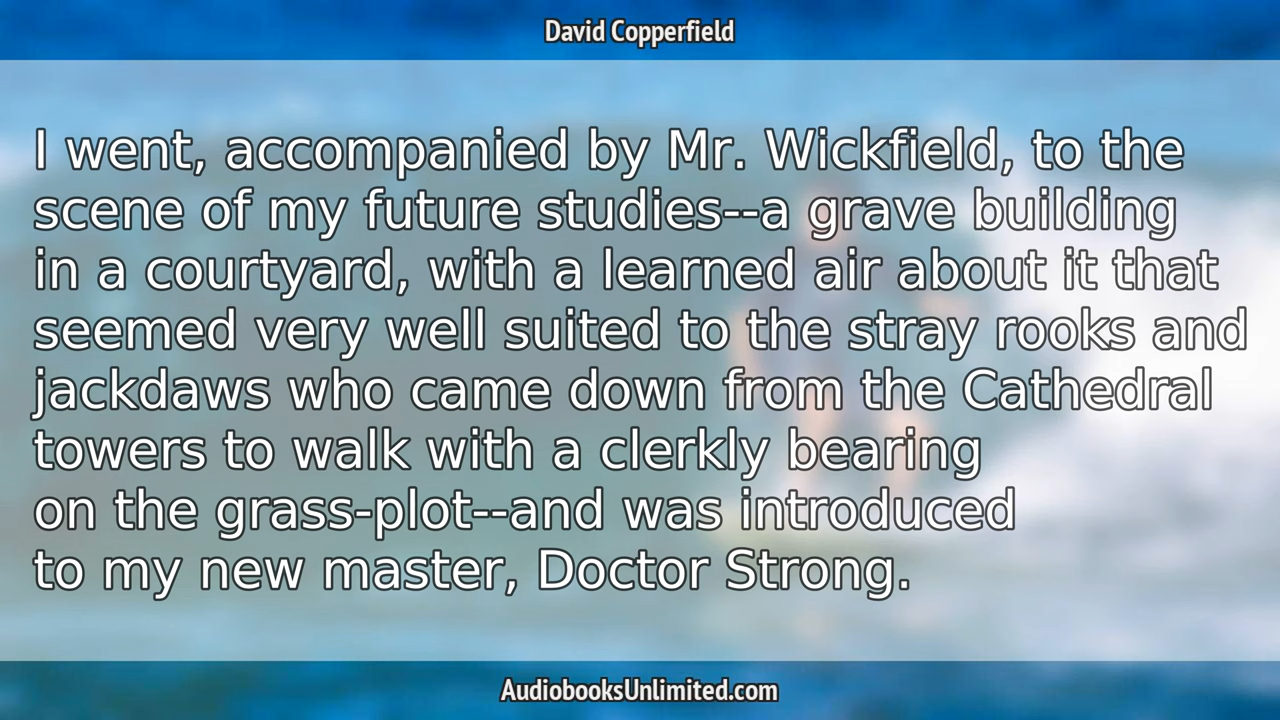 David Copperfield
I went, accompanied by Mr. Wickfield, to the
scene of my future studies--a grave building
in a courtyard, with a learned air about it that
seemed very well suited to the stray rooks and
jackdaws who came down from the Cathedral
towers to walk with a clerkly bearing
on the grass-plot--and was introduced
to my new master, Doctor Strong.
AudiobooksUnlimited.com